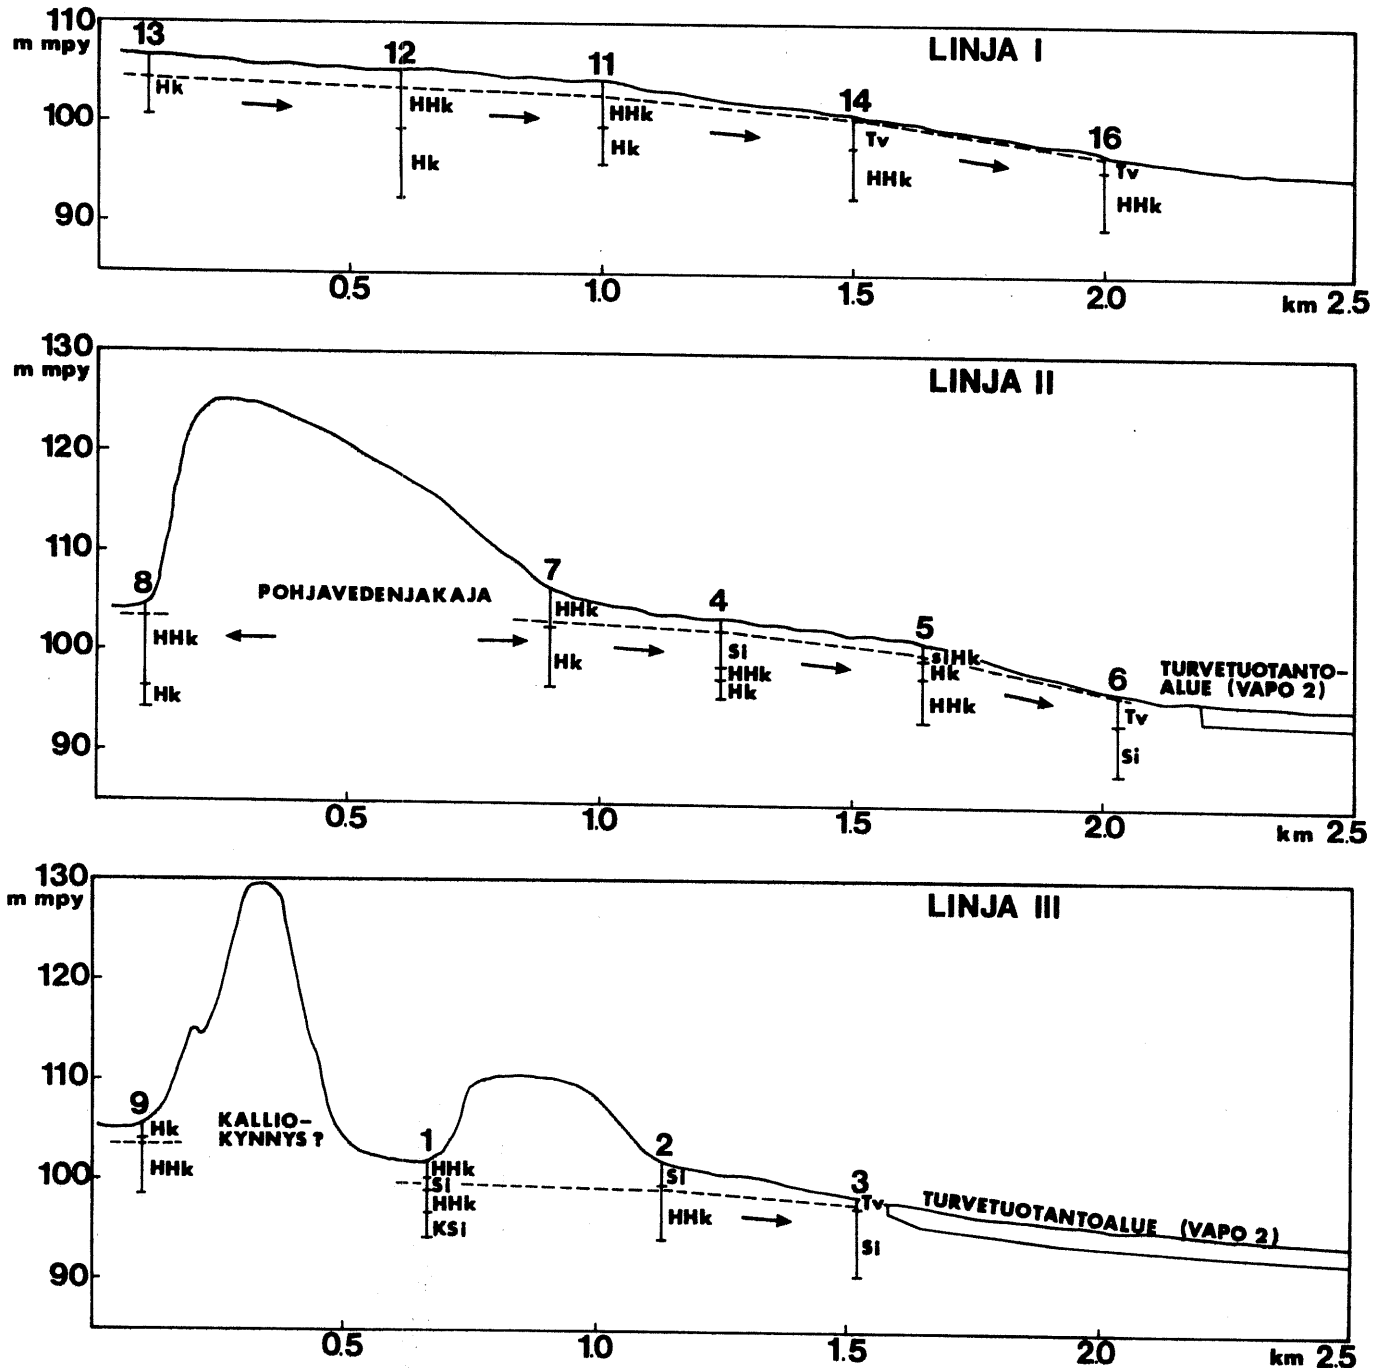 110
m mpy
LINJA I
13
12
11
14
16
Hk
HHk
Hk
HHk
Hk
Tv
HHk
Tv
HHk
100
90
0.5
1.0
1.5
2.0
km 2.5
130
m mpy
LINJA II
120
110
100
90
8
HHk
Hk
POHJAVEDENJAKAJA
7
HHk
Hk
4
Si
HHk
Hk
5
siHk
Hk
HHk
6
Tv
Si
TURVETUOTANTO-
ALUE (VAPO 2)
0.5
1.0
1.5
2.0
km 2.5
130
m mpy
LINJA III
120
110
100
90
9
Hk
HHk
KALLIO-
KYNNYS?
1
HHk
Si
HHk
KSi
2
Si
HHk
3
Tv
Si
TURVETUOTANTOALUE (VAPO 2)
0.5
1.0
1.5
2.0
km 2.5